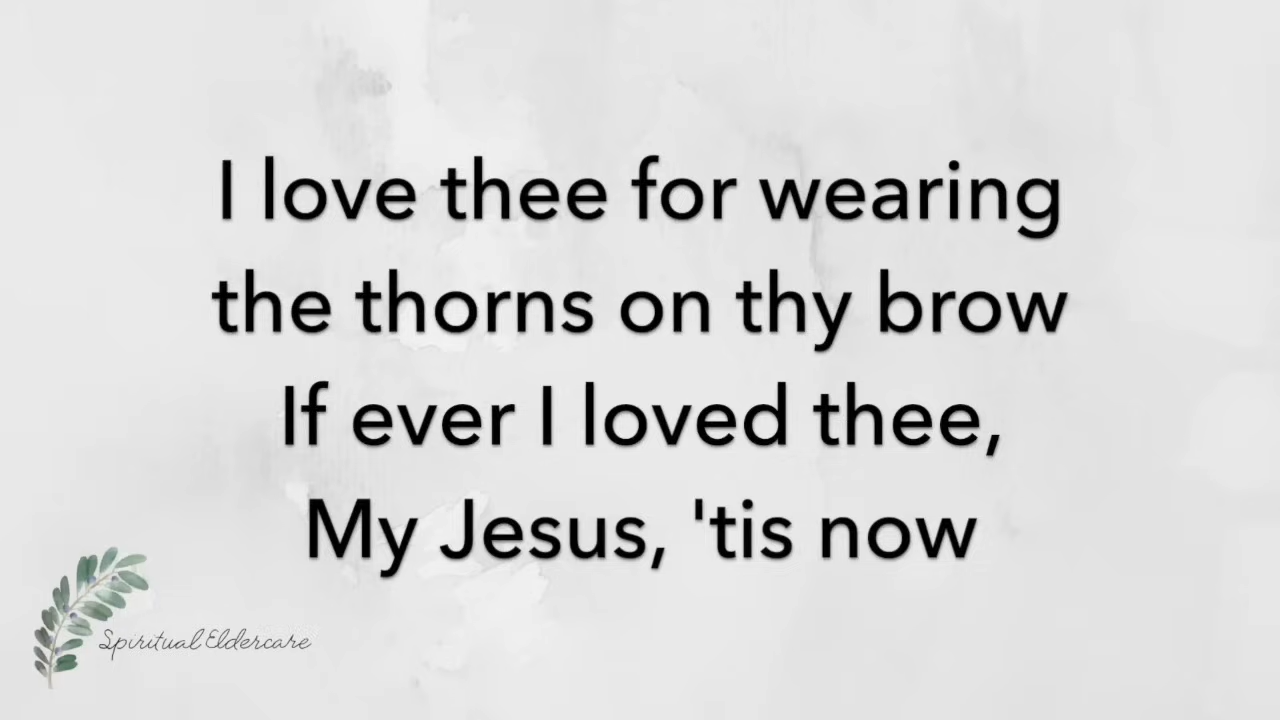 I love thee for wearing
the thorns on thy brow
If ever I loved thee,
My Jesus, 'tis now
Spiritual Eldercare